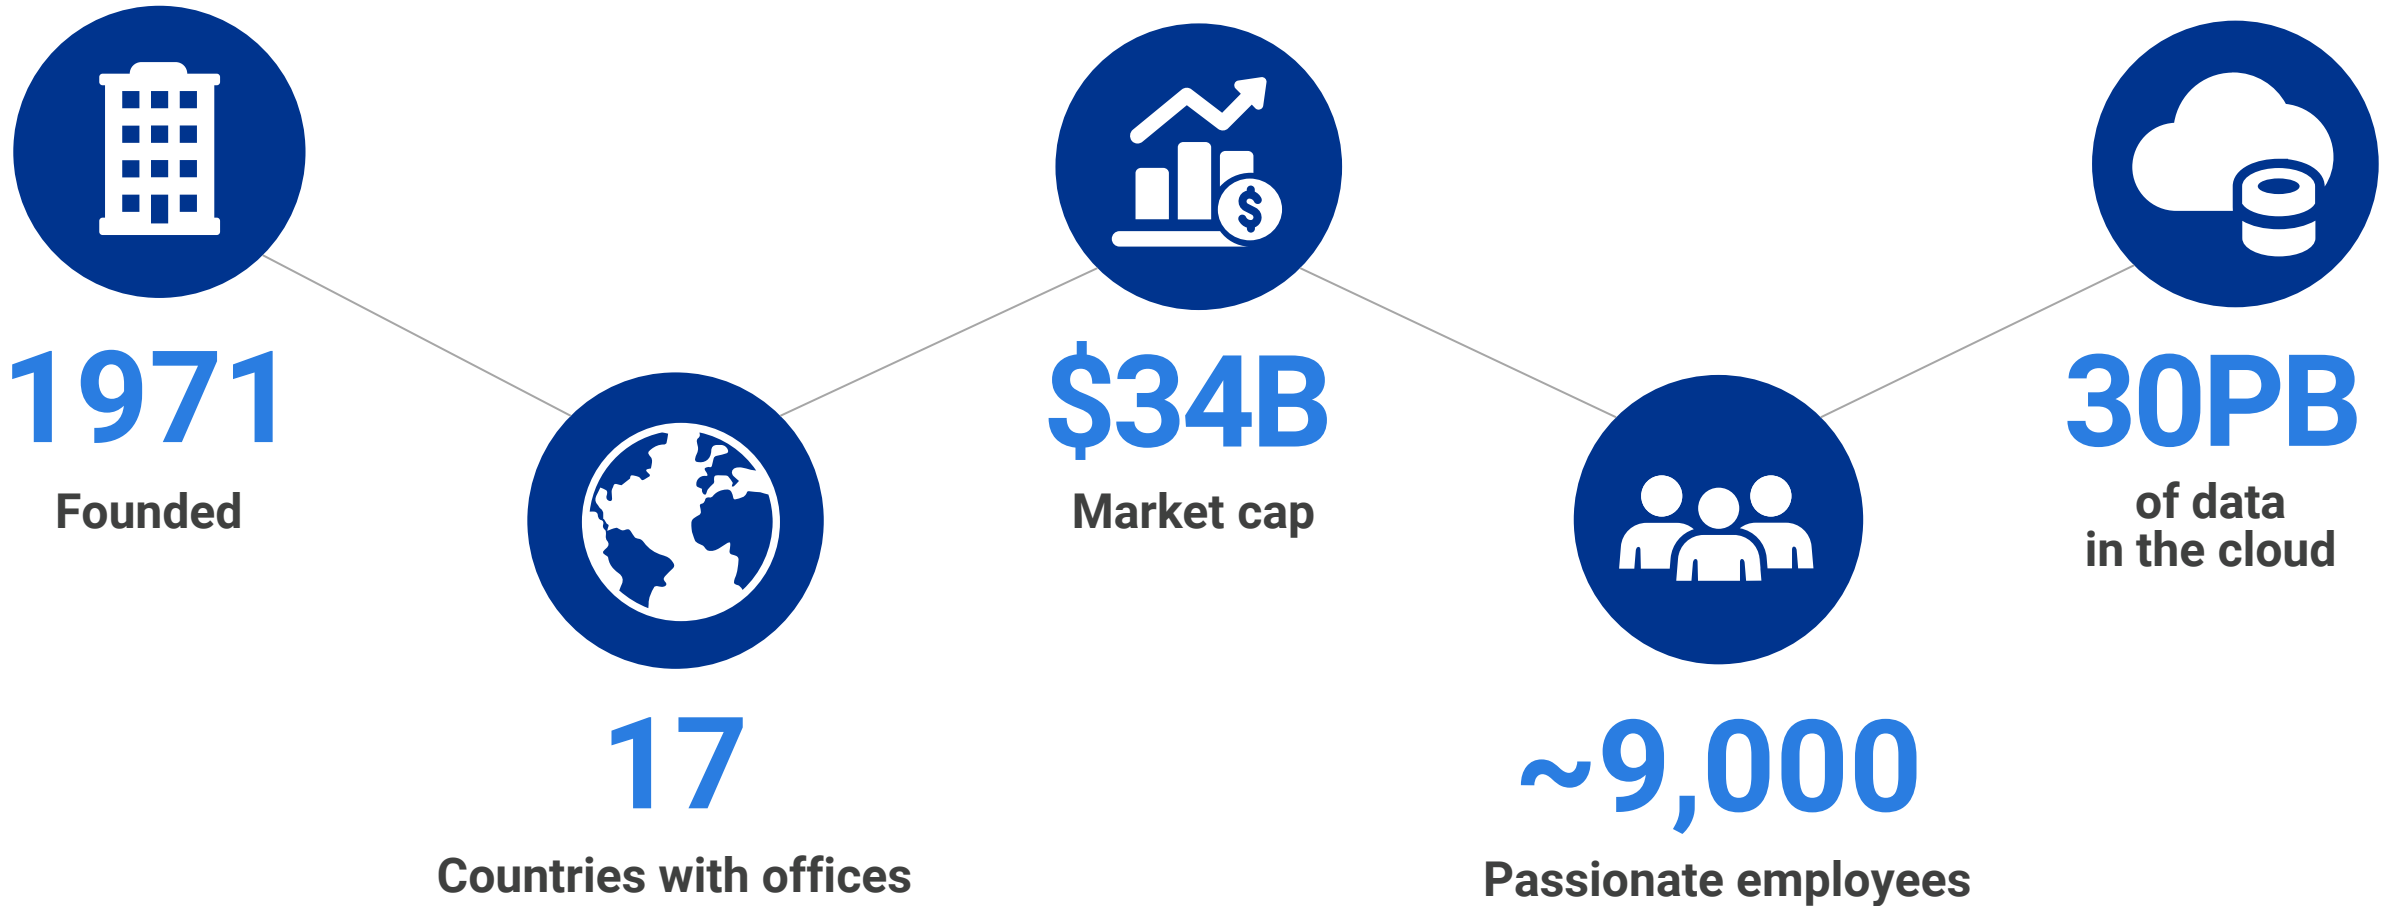 1971
Founded
17
Countries with offices
$34B
Market cap
~9,000
Passionate employees
30PB
of data
in the cloud